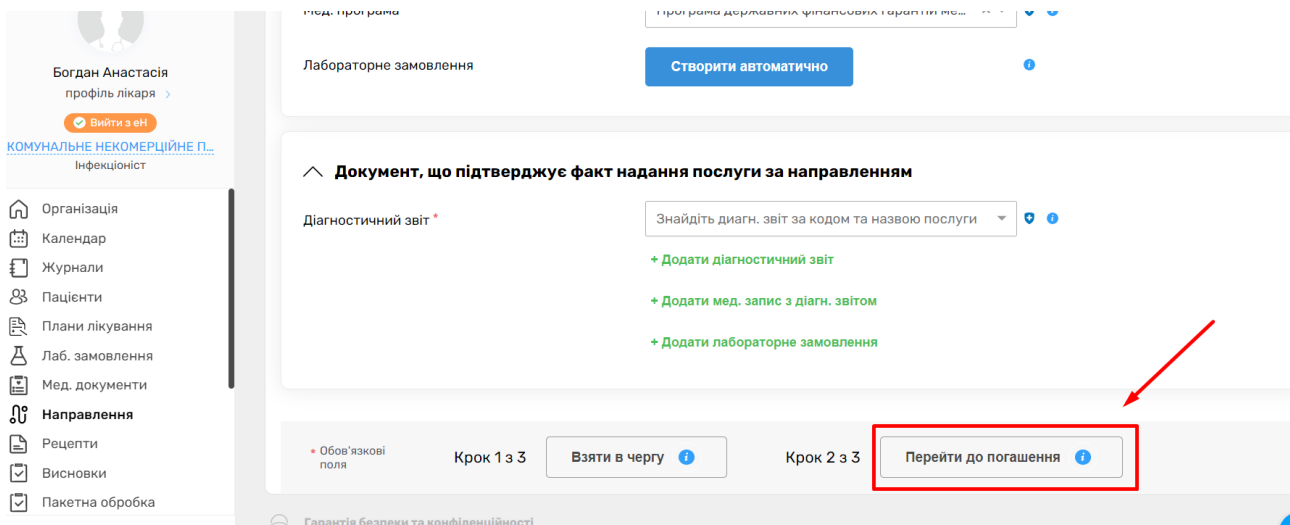 Мед. програма
Програма державних фінансових гарантій ме...
Богдан Анастасія
профіль лікаря
Вийти з еН
КОМУНАЛЬНЕ НЕКОМЕРЦІЙНЕ П...
Інфекціоніст
Організація
Календар
Журнали
Пацієнти
Плани лікування
Лаб. замовлення
Мед. документи
Направлення
Рецепти
Висновки
Пакетна обробка
Лабораторне замовлення
Створити автоматично
Документ, що підтверджує факт надання послуги за направленням
Діагностичний звіт *
Знайдіть диагн. звіт за кодом та назвою послуги
+ Додати діагностичний звіт
+ Додати мед. запис з діагн. звітом
+ Додати лабораторне замовлення
* Обов'язкові
поля
Крок 1 з 3
Взяти в чергу
Крок 2 з 3
Перейти до погашення
Гарантія безпеки та конфіденційності